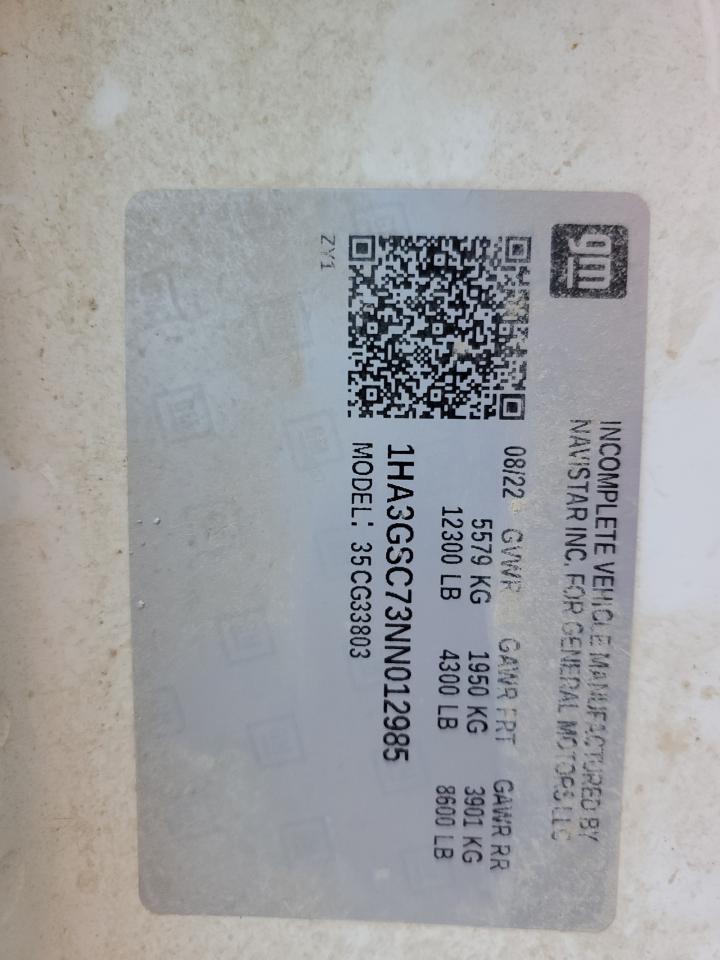 gm
INCOMPLETE VEHICLE MANUFACTURED BY
NAVISTAR INC. FOR GENERAL MOTORS LLC
08/22 GVWR GAWR FRT GAWR RR
5579 KG 1950 KG 3901 KG
12300 LB 4300 LB 8600 LB
1HA3GSC73NN012985
MODEL: 35CG33803
ZY1